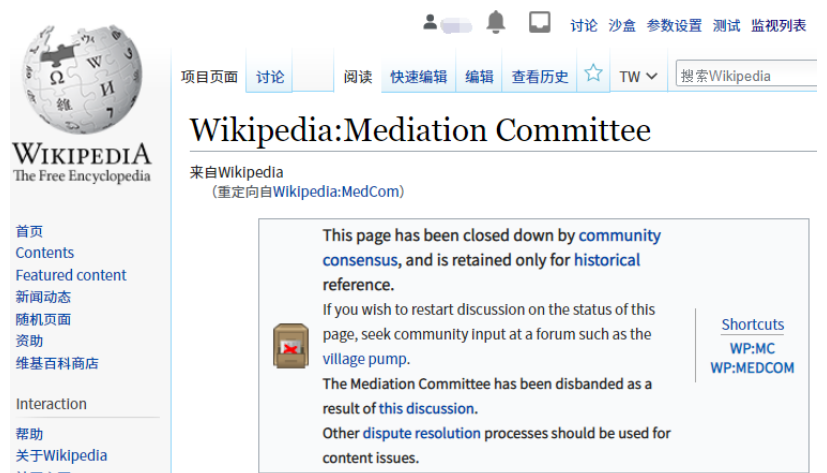 讨论 沙盒 参数设置 测试 监视列表
项目页面 讨论 阅读 快速编辑 编辑 查看历史 TW 搜索Wikipedia
WIKIPEDIA
The Free Encyclopedia
Wikipedia:Mediation Committee
来自Wikipedia
（重定向自Wikipedia:MedCom）
首页
Contents
Featured content
新闻动态
随机页面
资助
维基百科商店
Interaction
帮助
关于Wikipedia
This page has been closed down by community
consensus, and is retained only for historical
reference.
If you wish to restart discussion on the status of this
page, seek community input at a forum such as the
village pump.
The Mediation Committee has been disbanded as a
result of this discussion.
Other dispute resolution processes should be used for
content issues.
Shortcuts
WP:MC
WP:MEDCOM